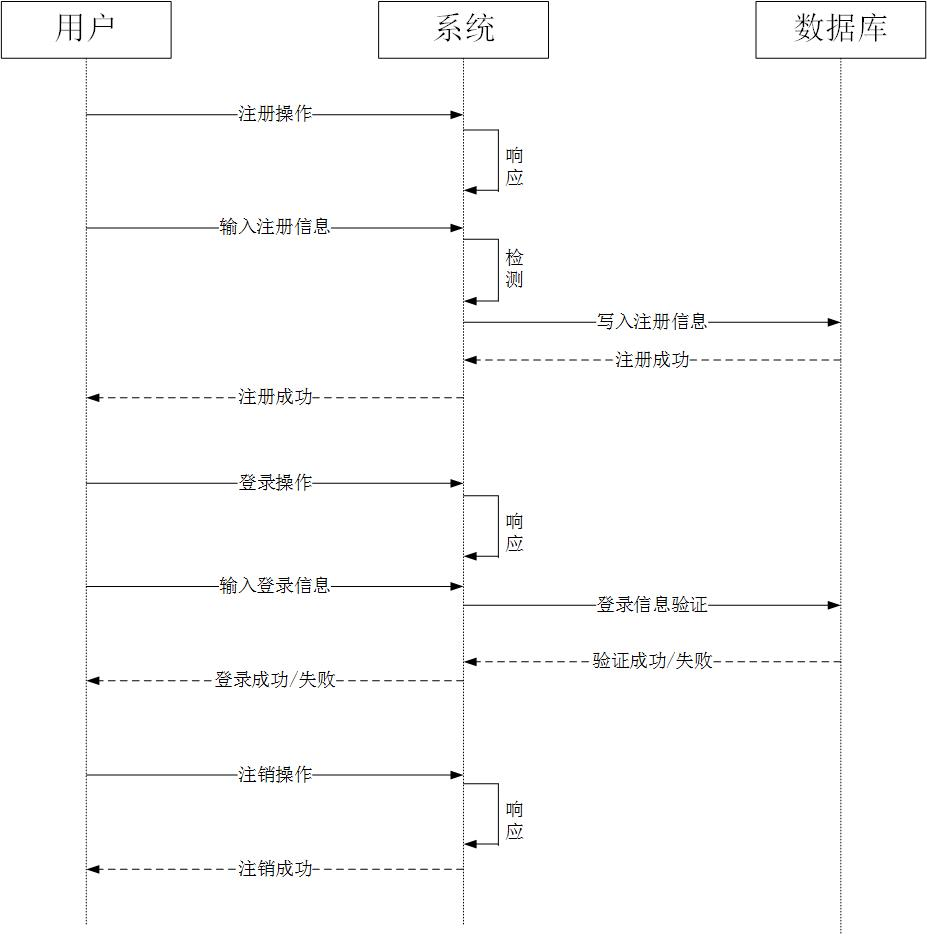 用户
系统
数据库
注册操作
响
应
输入注册信息
检
测
写入注册信息
注册成功
注册成功
登录操作
响
应
输入登录信息
登录信息验证
验证成功/失败
登录成功/失败
注销操作
响
应
注销成功